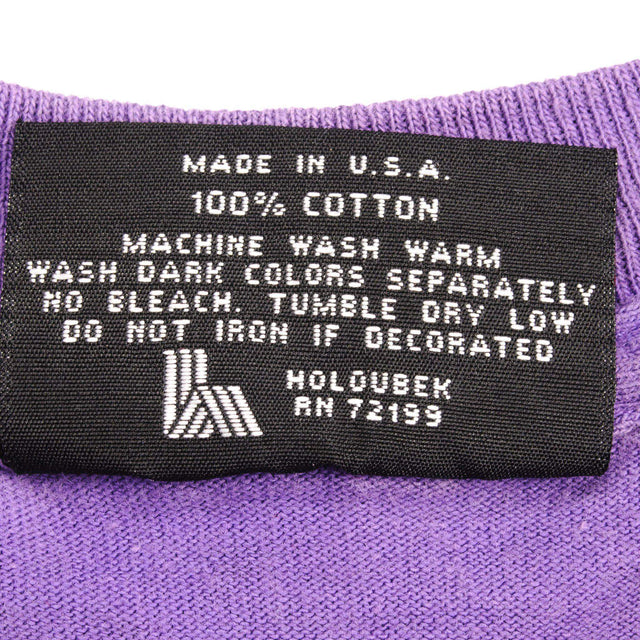 MADE IN U.S.A.
100% COTTON
MACHINE WASH WARM
WASH DARK COLORS SEPARATELY
NO BLEACH. TUMBLE DRY LOW
DO NOT IRON IF DECORATED
HOLOUBEK
RN 72199